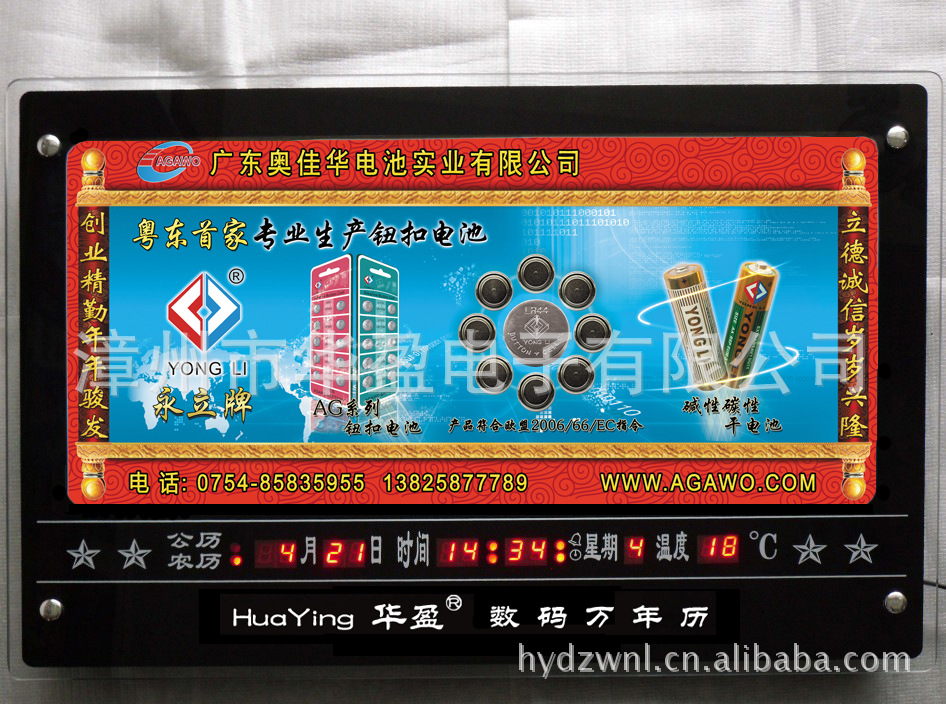 AGAWO 广东奥佳华电池实业有限公司
创业精勤年年骏发
立德诚信岁岁兴隆
粤东首家专业生产钮扣电池
010101110001010
®
YONG LI
永立牌
AG系列
钮扣电池
LR44
YONG LI
BUTTON
产品符合欧盟2006/66/EC指令
YONGLI
YONG
碱性碳性
干电池
漳州市华盈电子有限公司
电话: 0754-85835955 13825877789 WWW.AGAWO.COM
公历
农历
4月21日 时间 14:34: 星期4 温度 18℃
HuaYing 华盈® 数码万年历
hydzwnl.cn.alibaba.com